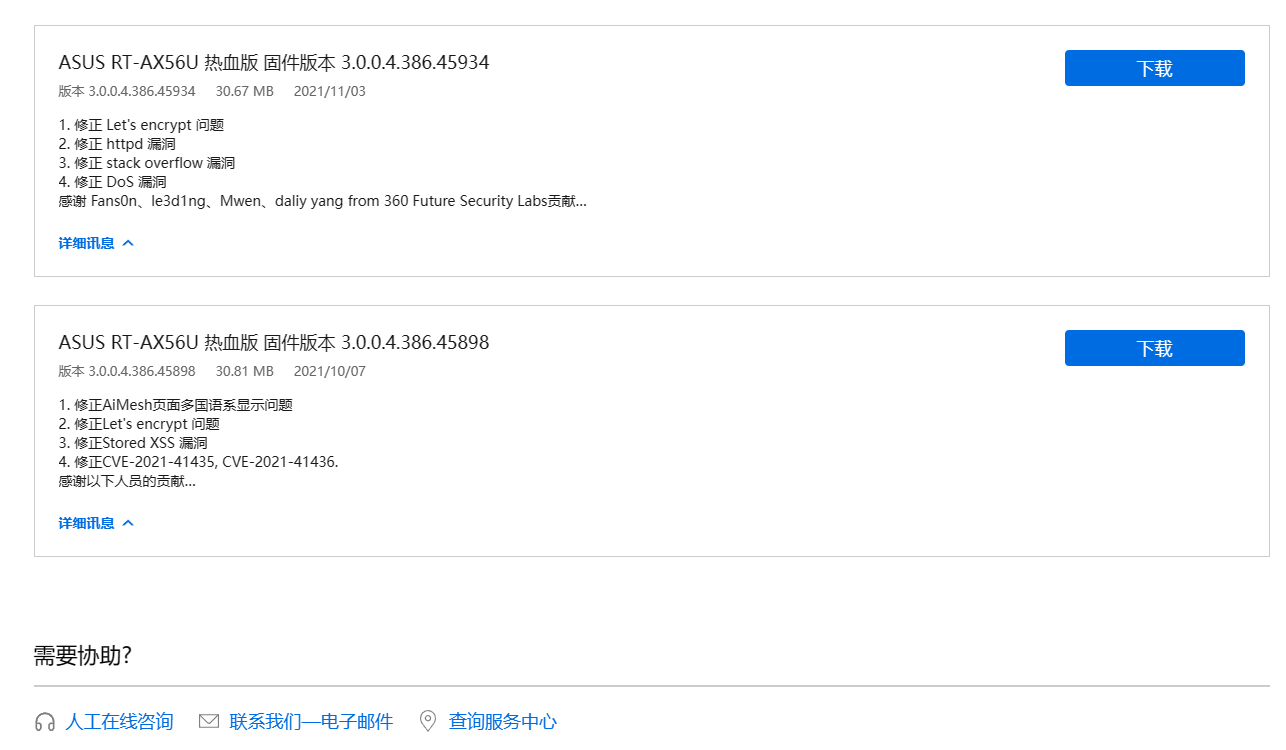 ASUS RT-AX56U 热血版 固件版本 3.0.0.4.386.45934
下载
版本 3.0.0.4.386.45934 30.67 MB 2021/11/03
1. 修正 Let's encrypt 问题
2. 修正 httpd 漏洞
3. 修正 stack overflow 漏洞
4. 修正 DoS 漏洞
感谢 Fans0n、le3d1ng、Mwen、daliy yang from 360 Future Security Labs贡献...
详细讯息
ASUS RT-AX56U 热血版 固件版本 3.0.0.4.386.45898
下载
版本 3.0.0.4.386.45898 30.81 MB 2021/10/07
1. 修正AiMesh页面多国语系显示问题
2. 修正Let's encrypt 问题
3. 修正Stored XSS 漏洞
4. 修正CVE-2021-41435, CVE-2021-41436.
感谢以下人员的贡献...
详细讯息
需要协助?
人工在线咨询 联系我们—电子邮件 查询服务中心